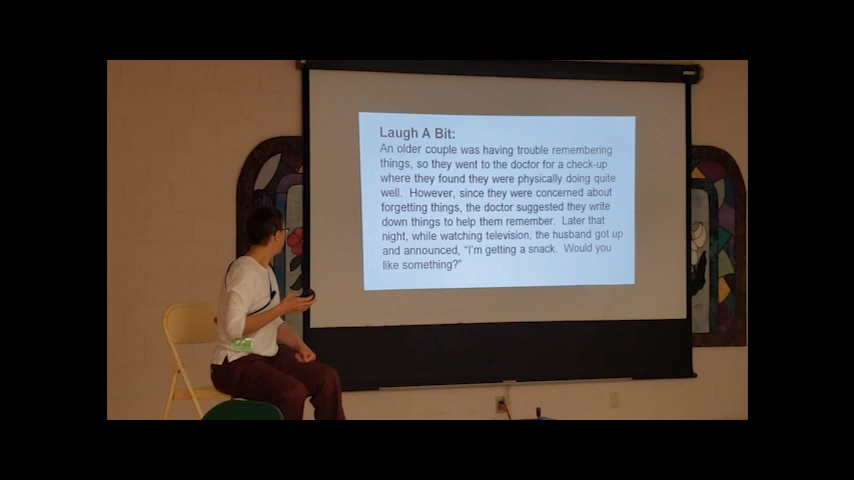 Laugh A Bit:
An older couple was having trouble remembering
things, so they went to the doctor for a check-up
where they found they were physically doing quite
well.  However, since they were concerned about
forgetting things, the doctor suggested they write
down things to help them remember.  Later that
night, while watching television, the husband got up
and announced, “I'm getting a snack.  Would you
like something?”